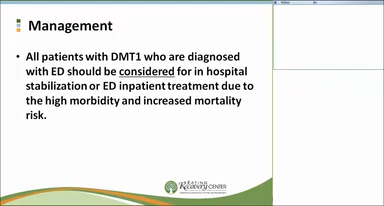 Management
• All patients with DMT1 who are diagnosed
with ED should be considered for in hospital
stabilization or ED inpatient treatment due to
the high morbidity and increased mortality
risk.
EATING
RECOVERY CENTER